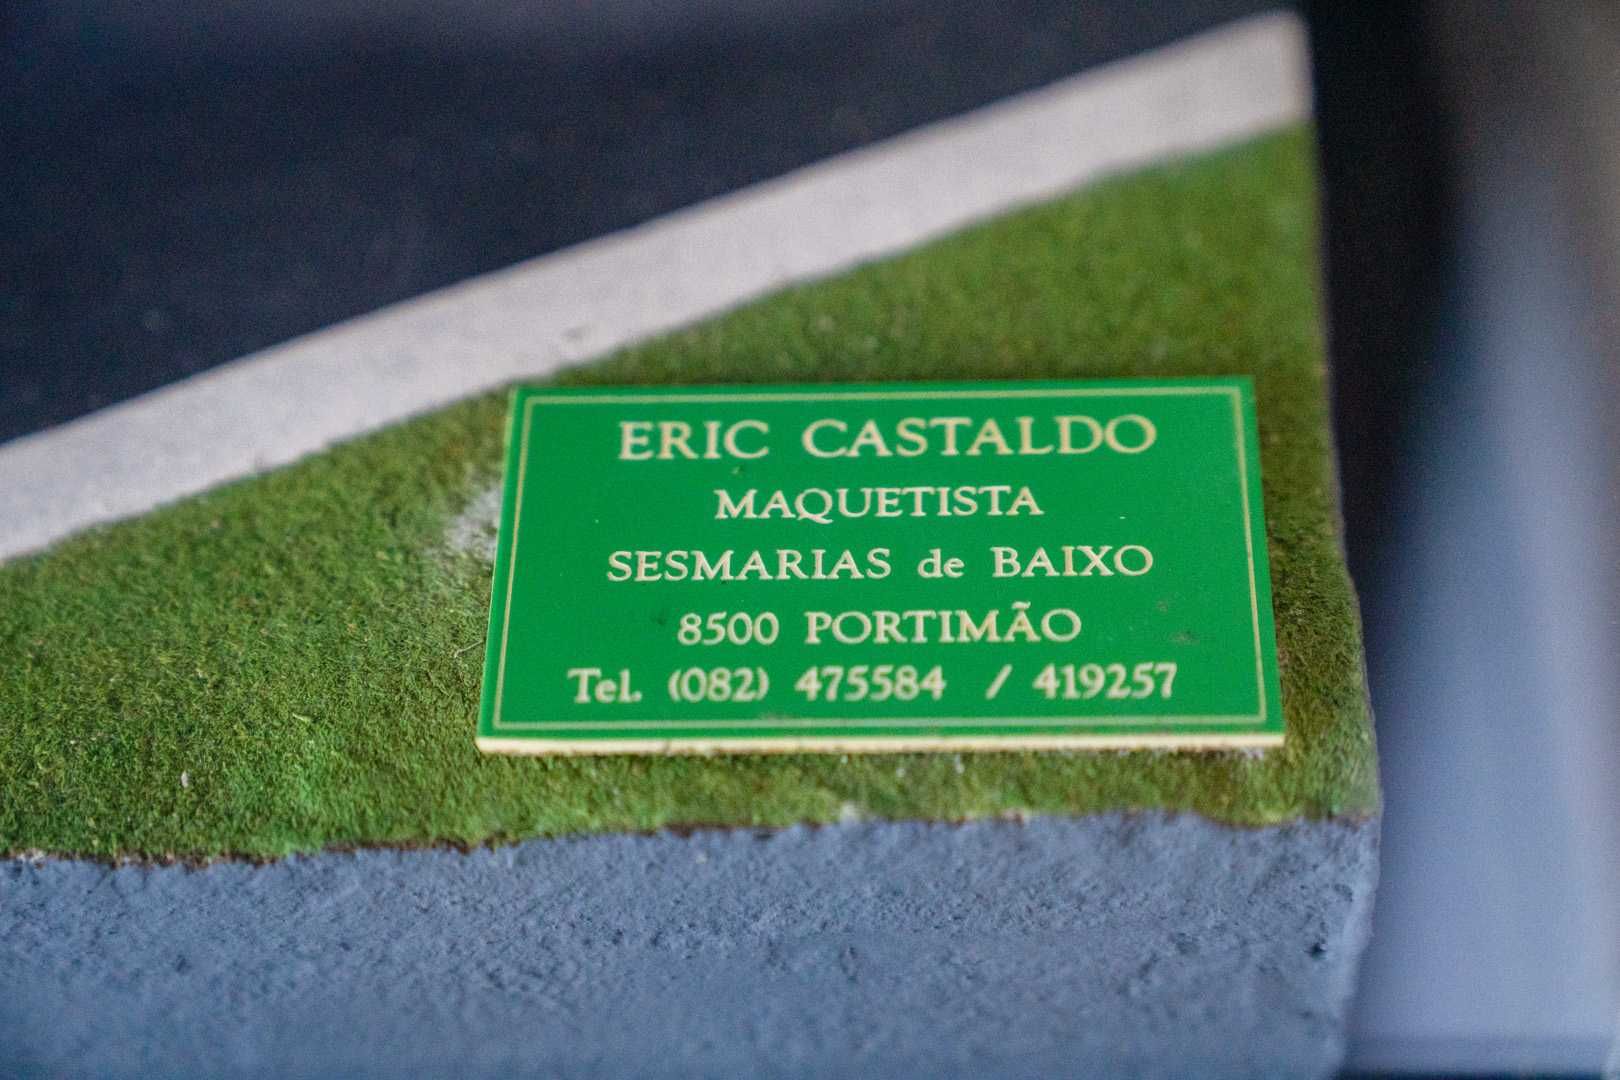 ERIC CASTALDO
MAQUETISTA
SESMARIAS de BAIXO
8500 PORTIMÃO
Tel. (082) 475584 / 419257